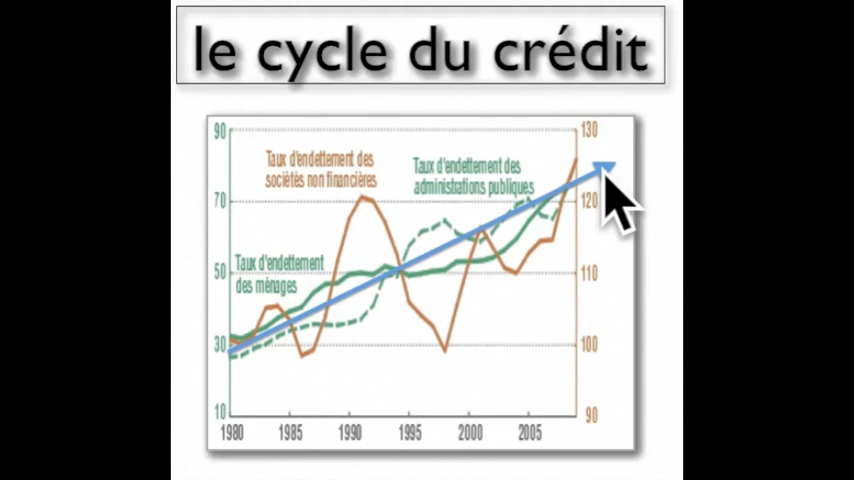 le cycle du crédit
90
130
Taux d'endettement des
sociétés non financières
Taux d'endettement des
administrations publiques
70
120
Taux d'endettement
des ménages
50
110
30
100
10
90
1980 1985 1990 1995 2000 2005